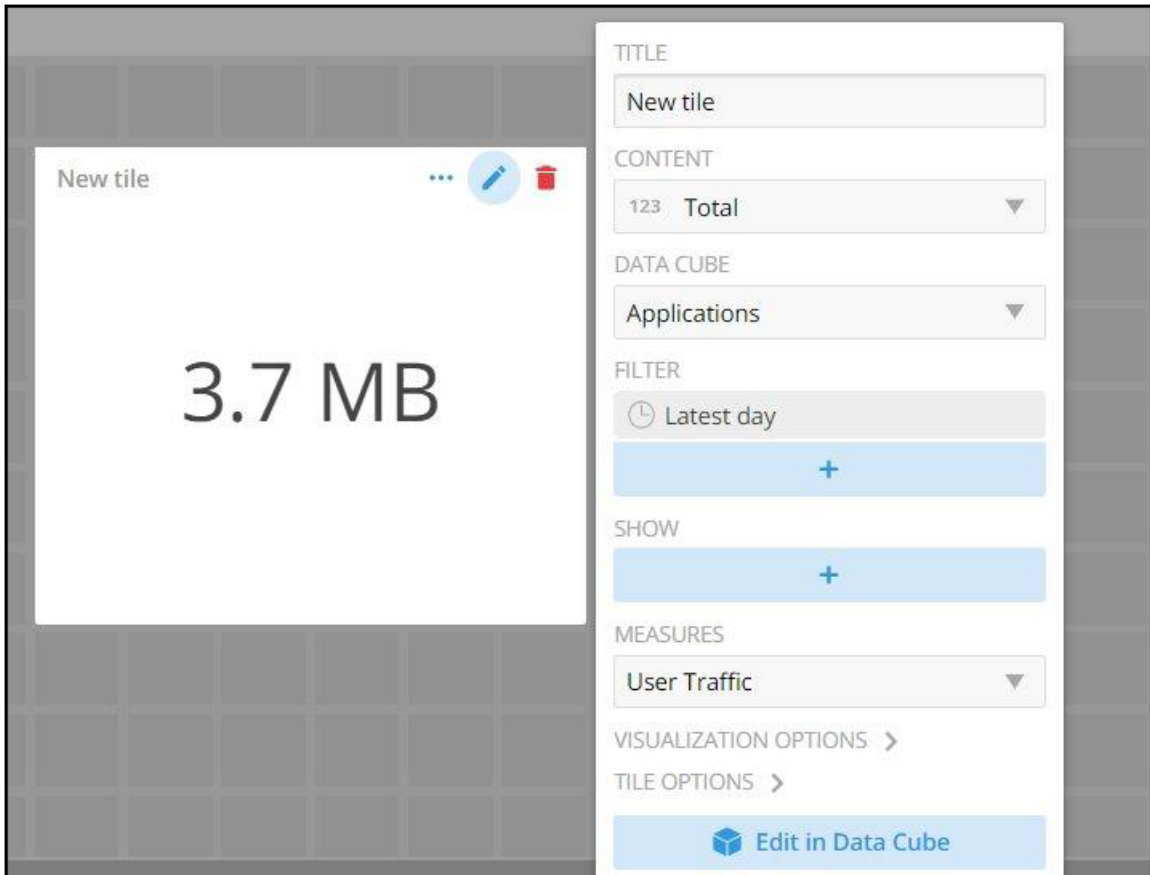 New tile
3.7 MB
TITLE
New tile
CONTENT
123 Total
DATA CUBE
Applications
FILTER
Latest day
+
SHOW
+
MEASURES
User Traffic
VISUALIZATION OPTIONS
TILE OPTIONS
Edit in Data Cube